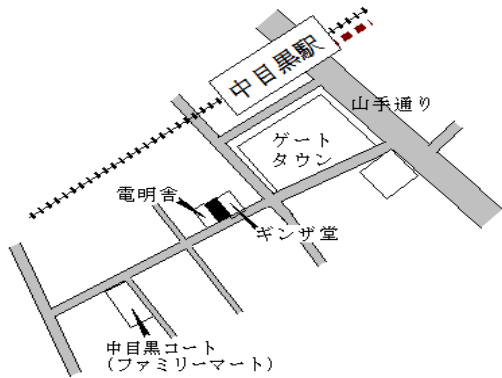 中目黒駅
山手通り
ゲート
タウン
電明舎
ギンザ堂
中目黒コート
(ファミリーマート)